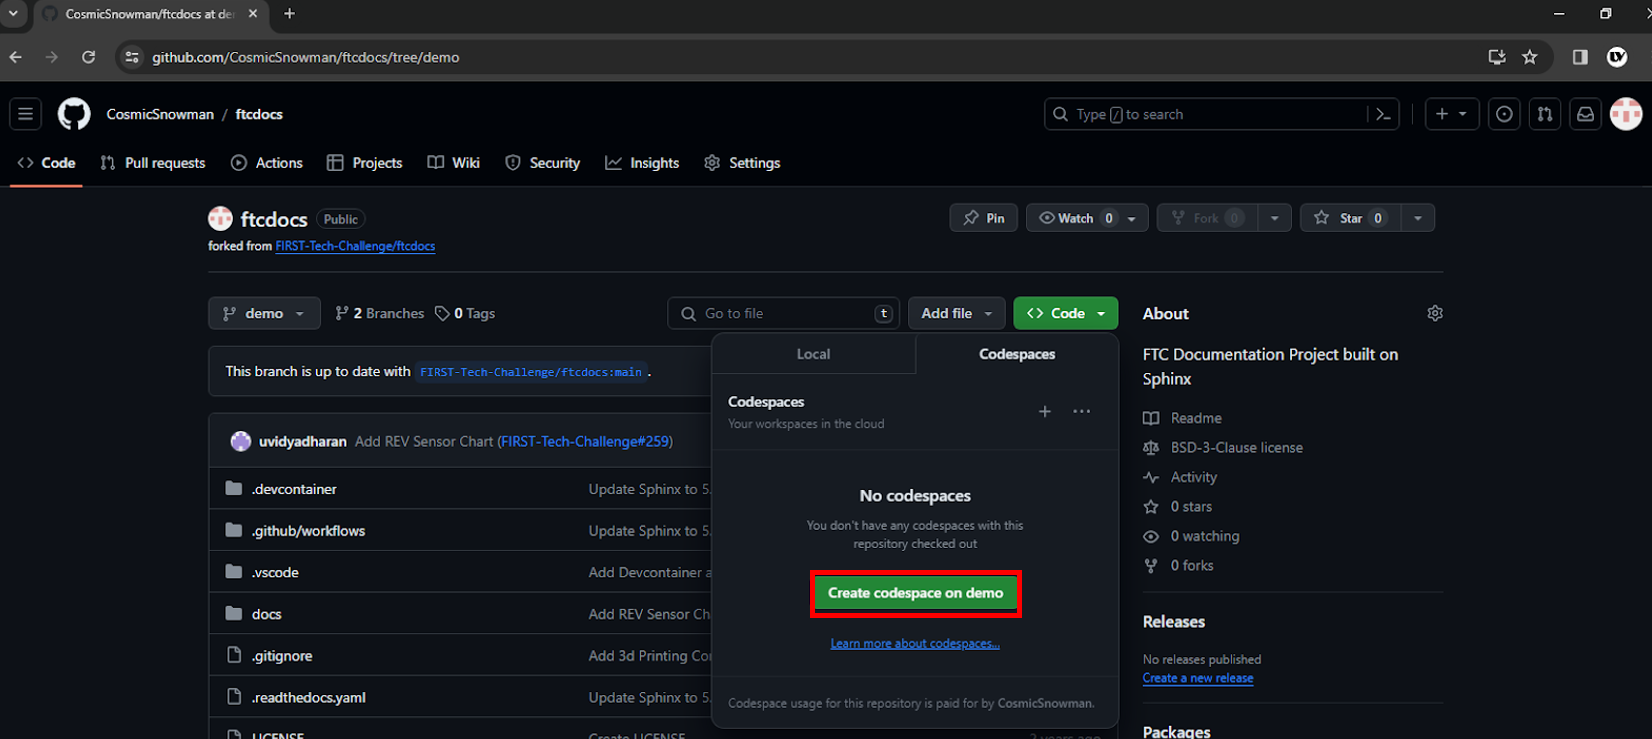 CosmicSnowman/ftcdocs at de
github.com/CosmicSnowman/ftcdocs/tree/demo
CosmicSnowman / ftcdocs
Type / to search
Code Pull requests Actions Projects Wiki Security Insights Settings
ftcdocs Public
Pin Watch 0 Fork 0 Star 0
forked from FIRST-Tech-Challenge/ftcdocs
demo 2 Branches 0 Tags
Go to file t Add file Code
About
Local Codespaces
FTC Documentation Project built on
Sphinx
This branch is up to date with FIRST-Tech-Challenge/ftcdocs:main .
Codespaces
Your workspaces in the cloud
Readme
BSD-3-Clause license
Activity
0 stars
0 watching
0 forks
uvidyadharan Add REV Sensor Chart (FIRST-Tech-Challenge#259)
.devcontainer Update Sphinx to 5.
.github/workflows Update Sphinx to 5.
.vscode Add Devcontainer a
docs Add REV Sensor Ch
.gitignore Add 3d Printing Co
.readthedocs.yaml Update Sphinx to 5.
LICENSE Create LICENSE 2 years ago
No codespaces
You don't have any codespaces with this
repository checked out
Create codespace on demo
Learn more about codespaces...
Codespace usage for this repository is paid for by CosmicSnowman.
Releases
No releases published
Create a new release
Packages